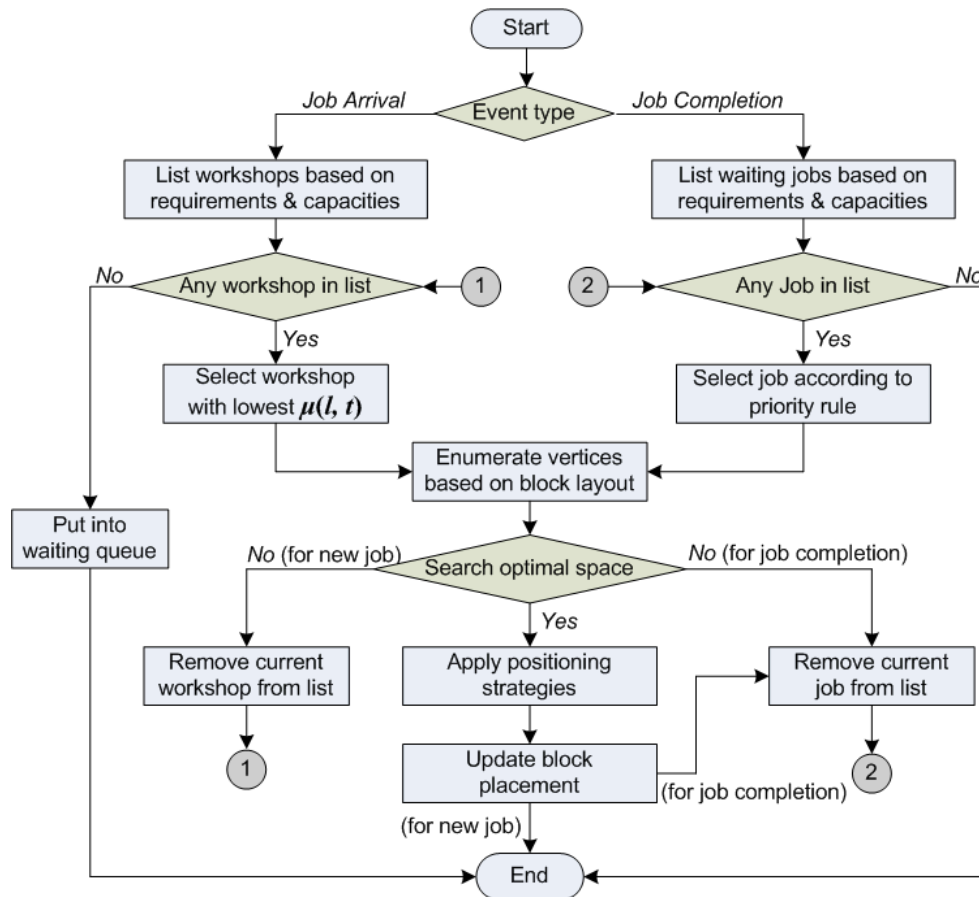 Start
Job Arrival
Event type
Job Completion
List workshops based on
requirements & capacities
List waiting jobs based on
requirements & capacities
No
Any workshop in list
1
2
Any Job in list
No
Yes
Yes
Select workshop
with lowest μ(l, t)
Select job according to
priority rule
Enumerate vertices
based on block layout
Put into
waiting queue
No (for new job)
Search optimal space
No (for job completion)
Yes
Remove current
workshop from list
Apply positioning
strategies
Remove current
job from list
1
Update block
placement
2
(for job completion)
(for new job)
End